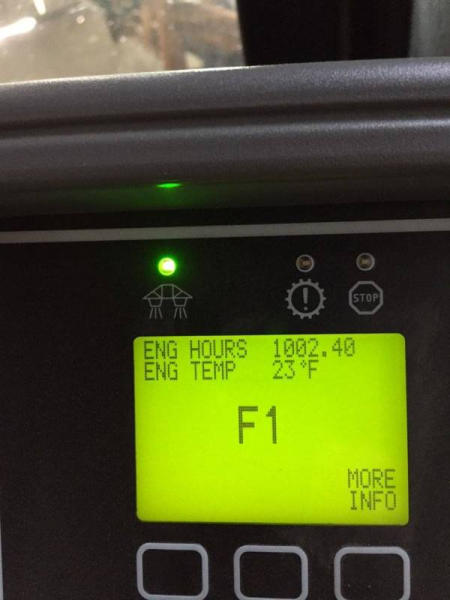 STOP
ENG HOURS 1002.40
ENG TEMP 23°F
F1
MORE
INFO